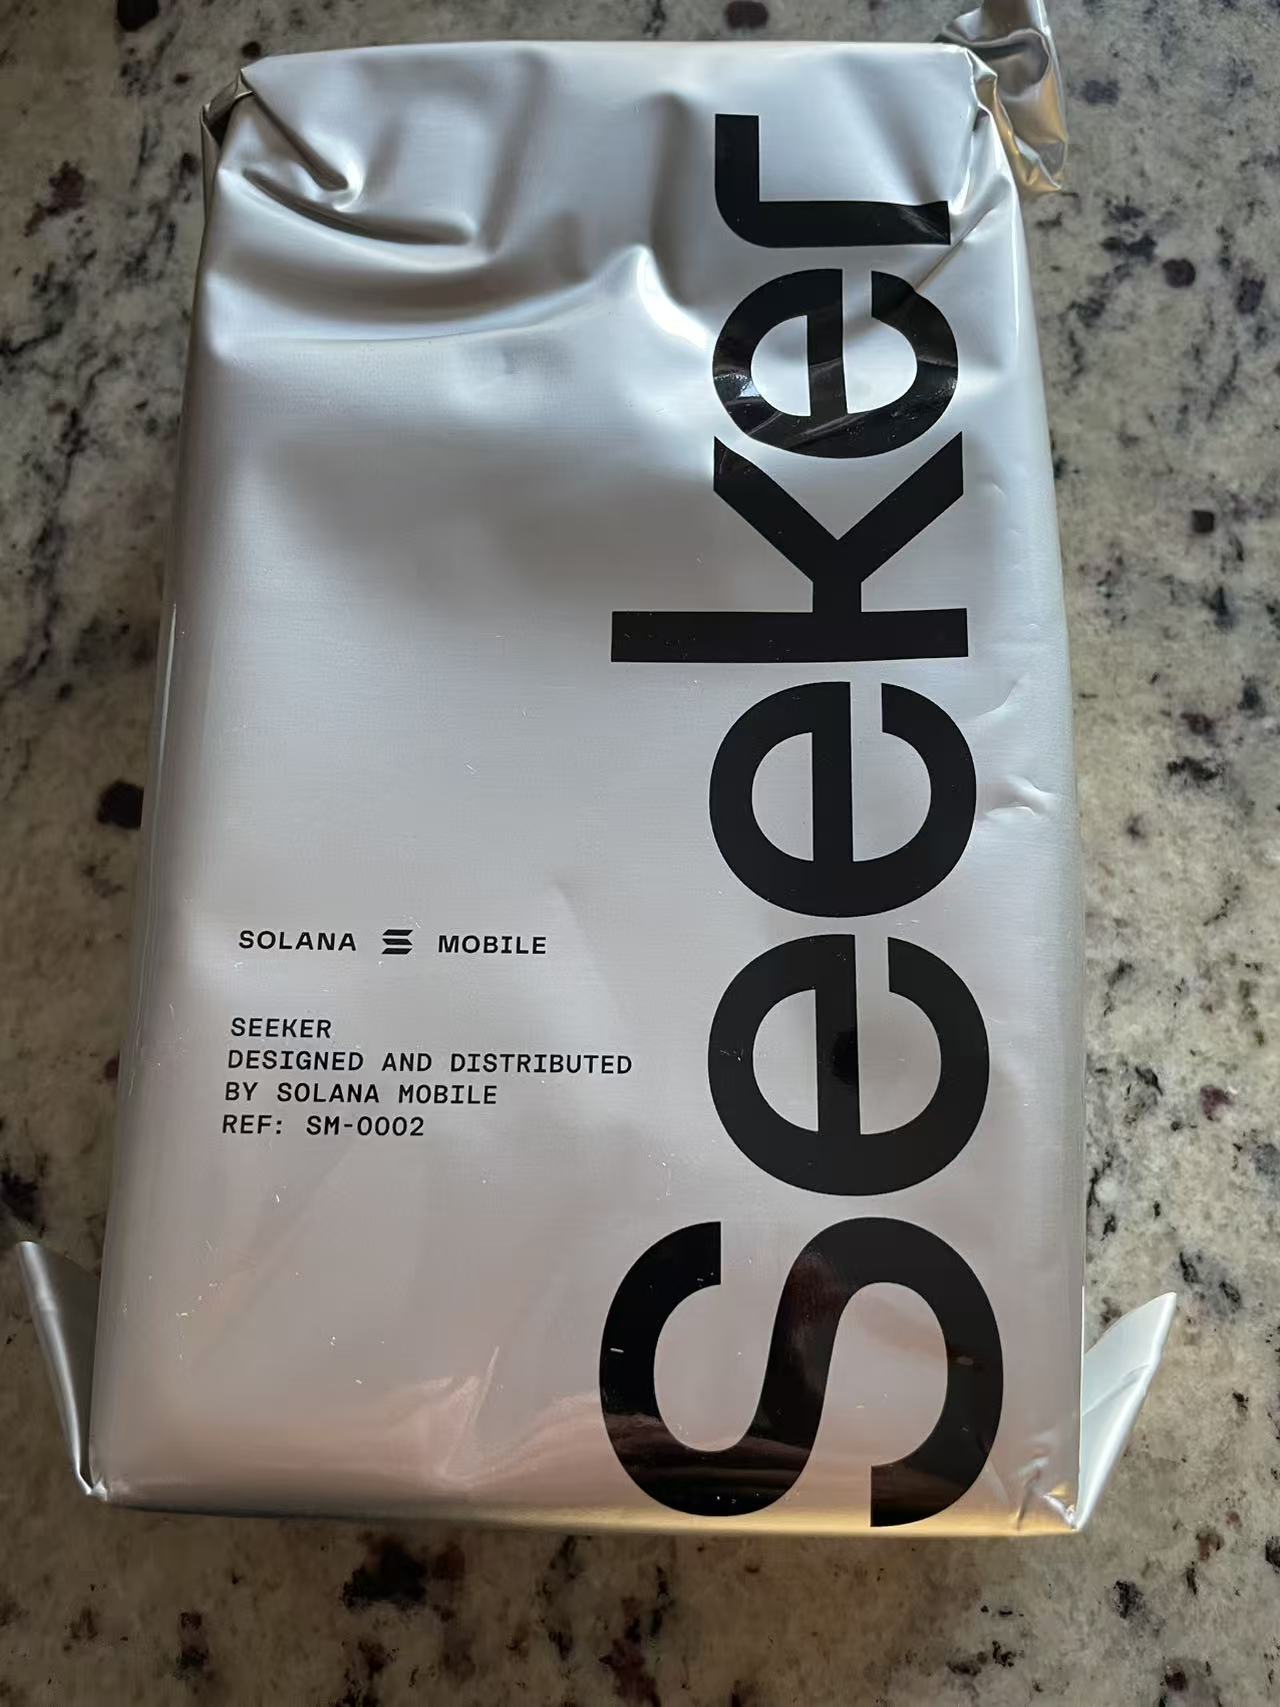 Seeker
SOLANA MOBILE
SEEKER
DESIGNED AND DISTRIBUTED
BY SOLANA MOBILE
REF: SM-0002